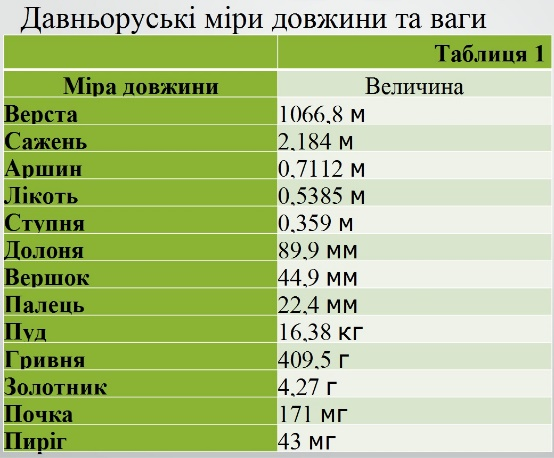 Давньоруські міри довжини та ваги
Таблиця 1
Міра довжини Величина
Верста 1066,8 м
Сажень 2,184 м
Аршин 0,7112 м
Лікоть 0,5385 м
Ступня 0,359 м
Долоня 89,9 мм
Вершок 44,9 мм
Палець 22,4 мм
Пуд 16,38 кг
Гривня 409,5 г
Золотник 4,27 г
Почка 171 мг
Пиріг 43 мг